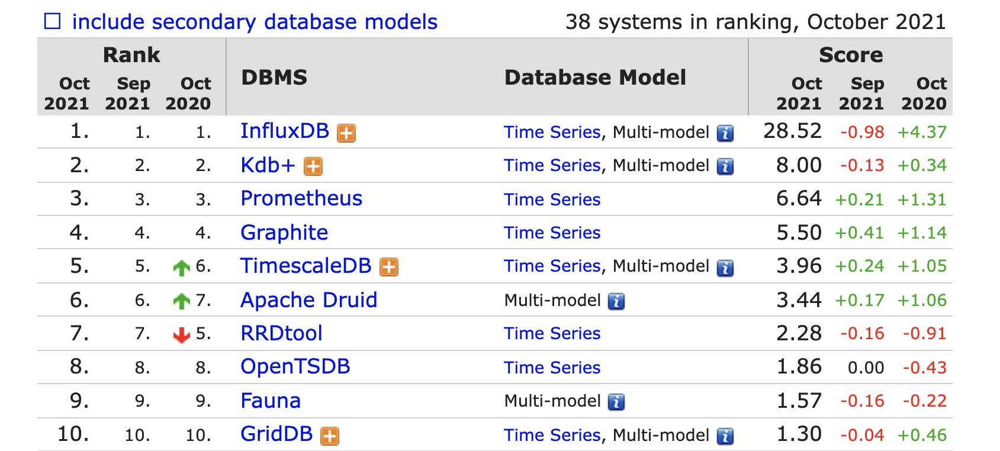 include secondary database models 38 systems in ranking, October 2021
Rank DBMS Database Model Score
Oct 2021 Sep 2021 Oct 2020 Oct 2021 Sep 2021 Oct 2020
1. 1. 1. InfluxDB Time Series, Multi-model 28.52 -0.98 +4.37
2. 2. 2. Kdb+ Time Series, Multi-model 8.00 -0.13 +0.34
3. 3. 3. Prometheus Time Series 6.64 +0.21 +1.31
4. 4. 4. Graphite Time Series 5.50 +0.41 +1.14
5. 5. 6. TimescaleDB Time Series, Multi-model 3.96 +0.24 +1.05
6. 6. 7. Apache Druid Multi-model 3.44 +0.17 +1.06
7. 7. 5. RRDtool Time Series 2.28 -0.16 -0.91
8. 8. 8. OpenTSDB Time Series 1.86 0.00 -0.43
9. 9. 9. Fauna Multi-model 1.57 -0.16 -0.22
10. 10. 10. GridDB Time Series, Multi-model 1.30 -0.04 +0.46